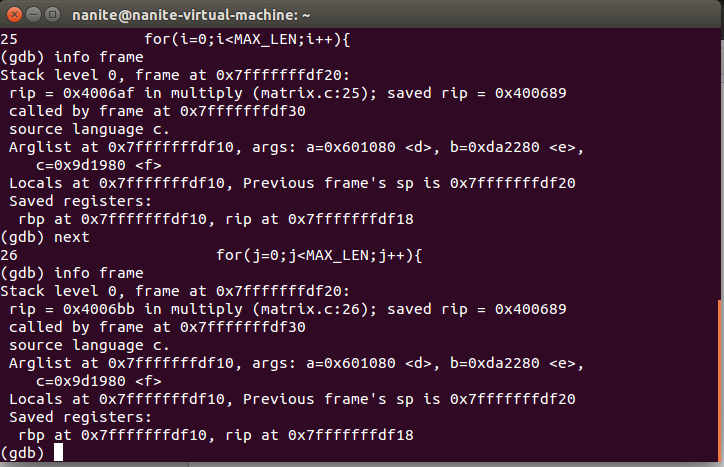 nanite@nanite-virtual-machine: ~
25              for(i=0;i<MAX_LEN;i++){
(gdb) info frame
Stack level 0, frame at 0x7fffffffdf20:
 rip = 0x4006af in multiply (matrix.c:25); saved rip = 0x400689
 called by frame at 0x7fffffffdf30
 source language c.
 Arglist at 0x7fffffffdf10, args: a=0x601080 <d>, b=0xda2280 <e>,
    c=0x9d1980 <f>
 Locals at 0x7fffffffdf10, Previous frame's sp is 0x7fffffffdf20
 Saved registers:
  rbp at 0x7fffffffdf10, rip at 0x7fffffffdf18
(gdb) next
26                      for(j=0;j<MAX_LEN;j++){
(gdb) info frame
Stack level 0, frame at 0x7fffffffdf20:
 rip = 0x4006bb in multiply (matrix.c:26); saved rip = 0x400689
 called by frame at 0x7fffffffdf30
 source language c.
 Arglist at 0x7fffffffdf10, args: a=0x601080 <d>, b=0xda2280 <e>,
    c=0x9d1980 <f>
 Locals at 0x7fffffffdf10, Previous frame's sp is 0x7fffffffdf20
 Saved registers:
  rbp at 0x7fffffffdf10, rip at 0x7fffffffdf18
(gdb)